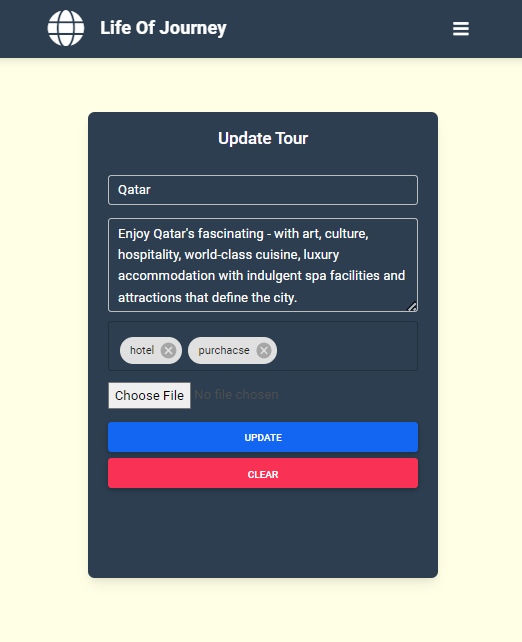 Life Of Journey
Update Tour
Qatar
Enjoy Qatar's fascinating - with art, culture,
hospitality, world-class cuisine, luxury
accommodation with indulgent spa facilities and
attractions that define the city.
hotel purchacse
Choose File No file chosen
UPDATE
CLEAR